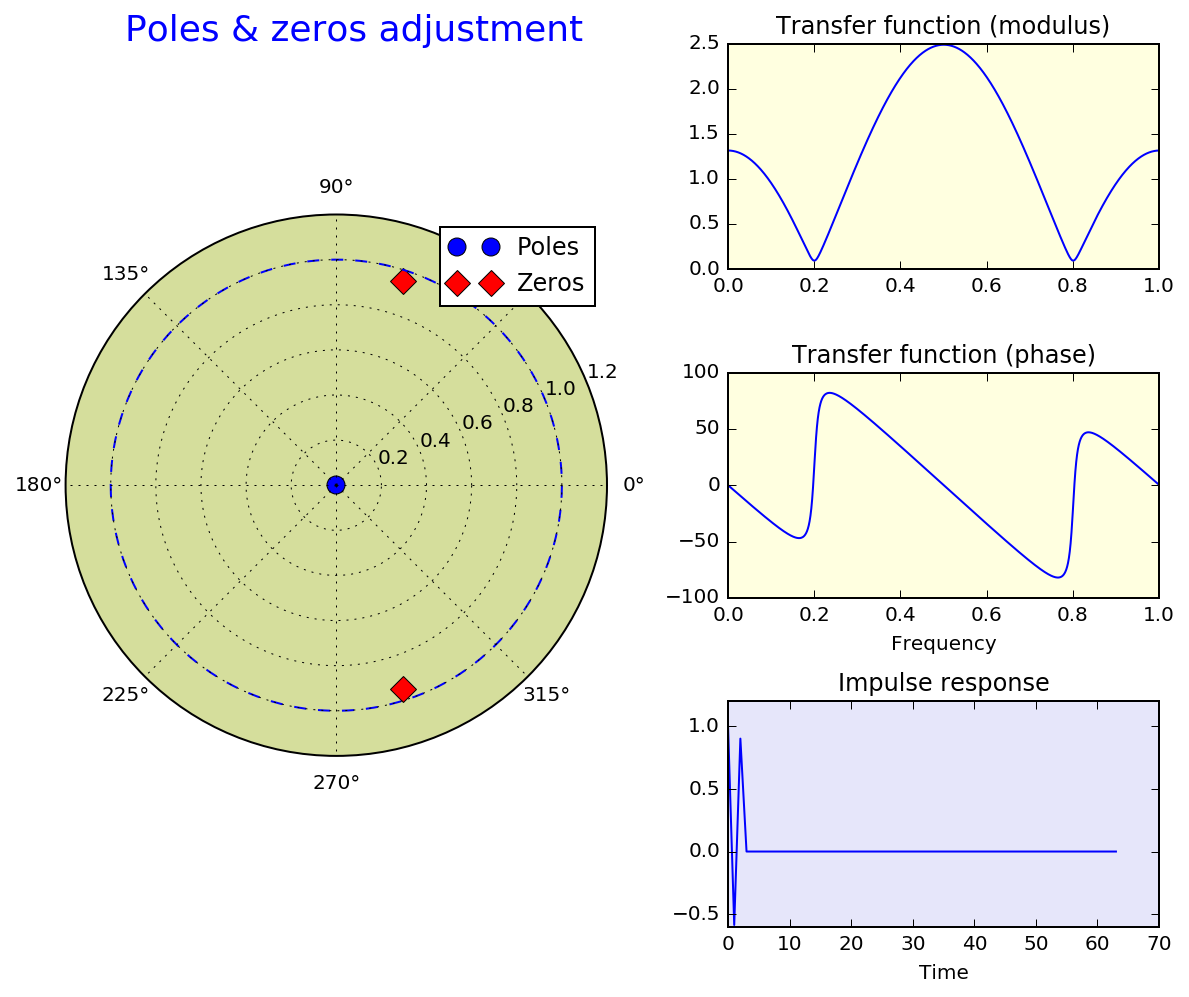 Poles & zeros adjustment
90°
135°
180°
225°
270°
315°
0°
0.2
0.4
0.6
0.8
1.0
1.2
Poles
Zeros
Transfer function (modulus)
2.5
2.0
1.5
1.0
0.5
0.0
0.0 0.2 0.4 0.6 0.8 1.0
Transfer function (phase)
100
50
0
−50
−100
0.0 0.2 0.4 0.6 0.8 1.0
Frequency
Impulse response
1.0
0.5
0.0
−0.5
0 10 20 30 40 50 60 70
Time